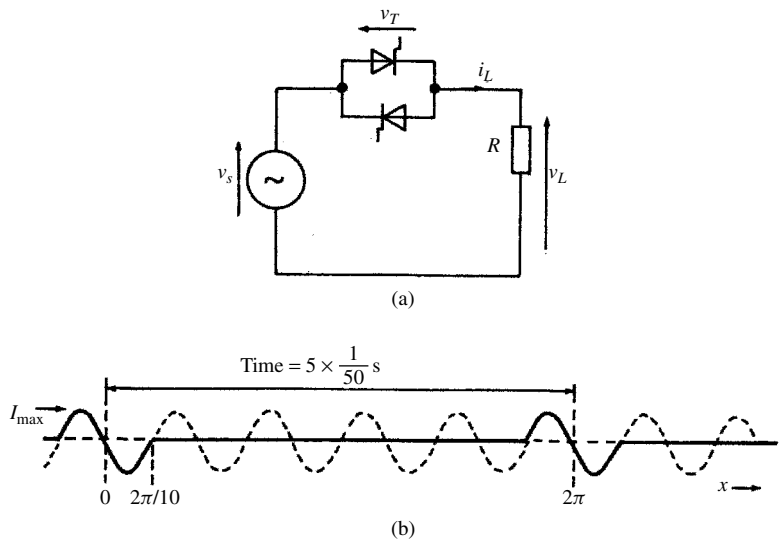 v_T
i_L
R
v_s
~
v_L
(a)
Time = 5 × 1/50 s
I_max
0
2π/10
2π
x
(b)